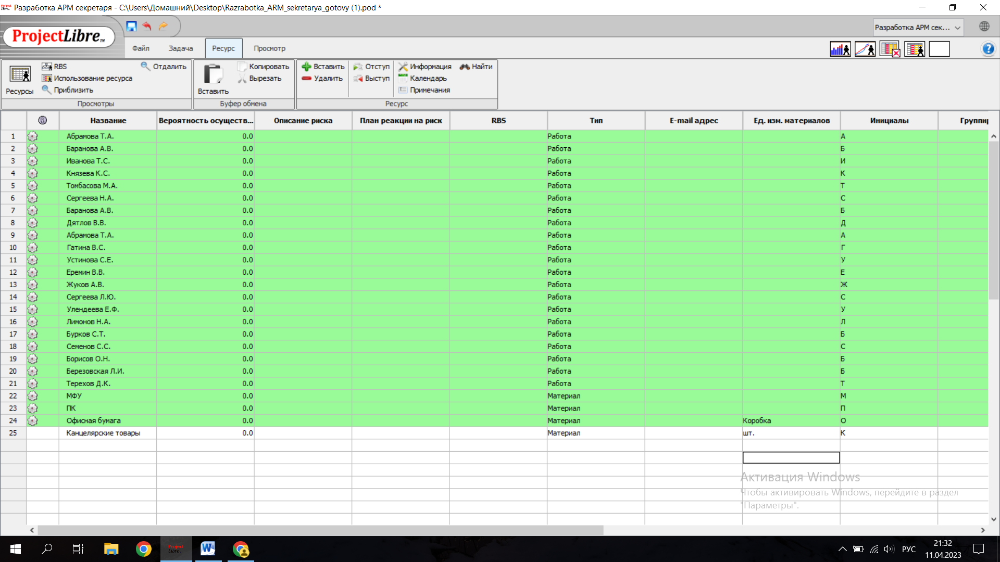 Разработка АРМ секретаря - C:\Users\Домашний\Desktop\Razrabotka_ARM_sekretarya_gotovy (1).pod *
ProjectLibre TM
Разработка АРМ сек...
Файл Задача Ресурс Просмотр
RBS Отдалить Копировать Вставить Отступ Информация Найти
Использование ресурса Вырезать Удалить Выступ Календарь
Ресурсы Приблизить Вставить Примечания
Просмотры Буфер обмена Ресурс
Название Вероятность осуществ... Описание риска План реакции на риск RBS Тип E-mail адрес Ед. изм. материалов Инициалы Группир
1 Абрамова Т.А. 0.0 Работа А
2 Баранова А.В. 0.0 Работа Б
3 Иванова Т.С. 0.0 Работа И
4 Князева К.С. 0.0 Работа К
5 Томбасова М.А. 0.0 Работа Т
6 Сергеева Н.А. 0.0 Работа С
7 Баранова А.В. 0.0 Работа Б
8 Дятлов В.В. 0.0 Работа Д
9 Абрамова Т.А. 0.0 Работа А
10 Гатина В.С. 0.0 Работа Г
11 Устинова С.Е. 0.0 Работа У
12 Еремин В.В. 0.0 Работа Е
13 Жуков А.В. 0.0 Работа Ж
14 Сергеева Л.Ю. 0.0 Работа С
15 Улендеева Е.Ф. 0.0 Работа У
16 Лимонов Н.А. 0.0 Работа Л
17 Бурков С.Т. 0.0 Работа Б
18 Семенов С.С. 0.0 Работа С
19 Борисов О.Н. 0.0 Работа Б
20 Березовская Л.И. 0.0 Работа Б
21 Терехов Д.К. 0.0 Работа Т
22 МФУ 0.0 Материал М
23 ПК 0.0 Материал П
24 Офисная бумага 0.0 Материал Коробка О
25 Канцелярские товары 0.0 Материал шт. К
Активация Windows
Чтобы активировать Windows, перейдите в раздел
"Параметры".
РУС
21:32
11.04.2023